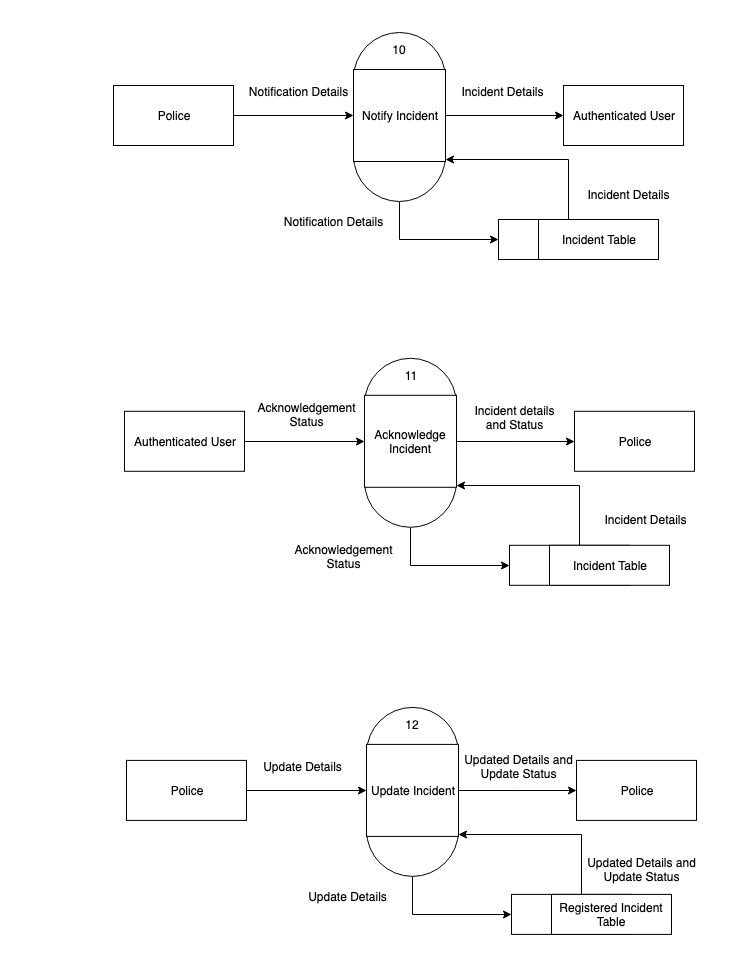 10
Notification Details
Incident Details
Police
Notify Incident
Authenticated User
Incident Details
Notification Details
Incident Table
11
Acknowledgement
Status
Incident details
and Status
Authenticated User
Acknowledge
Incident
Police
Incident Details
Acknowledgement
Status
Incident Table
12
Update Details
Updated Details and
Update Status
Police
Update Incident
Police
Updated Details and
Update Status
Update Details
Registered Incident
Table